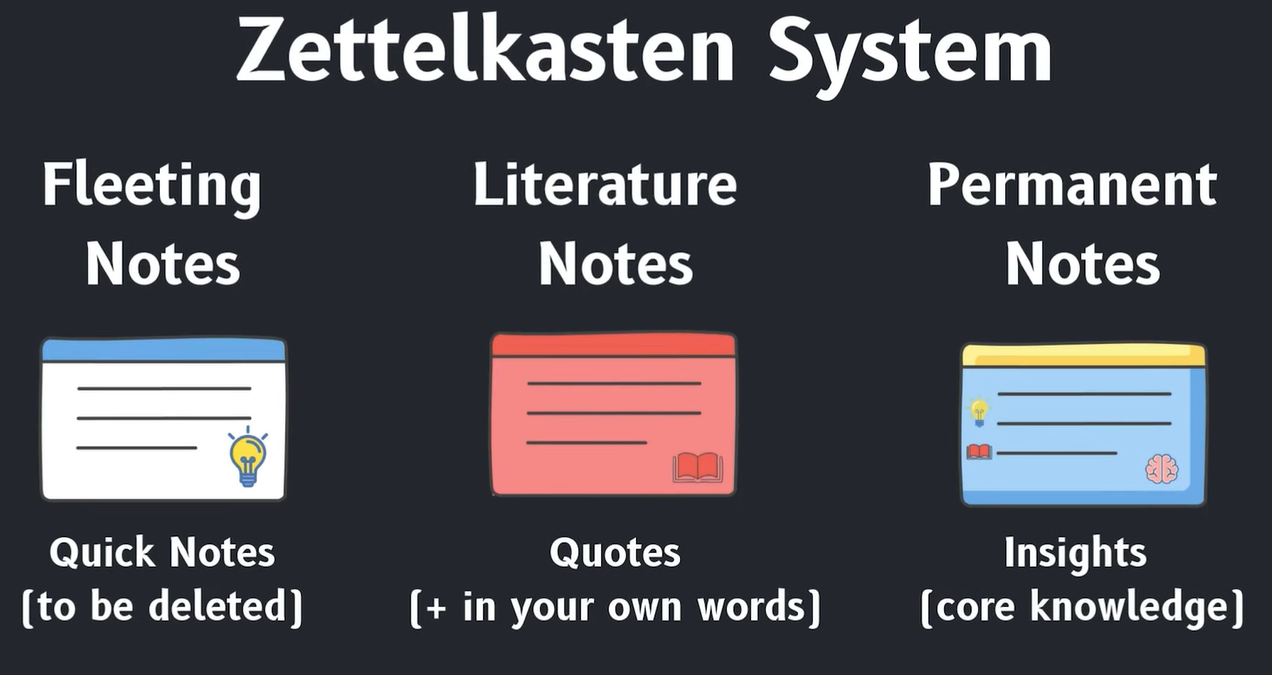 Zettelkasten System
Fleeting
Notes
Literature
Notes
Permanent
Notes
Quick Notes
(to be deleted)
Quotes
(+ in your own words)
Insights
(core knowledge)